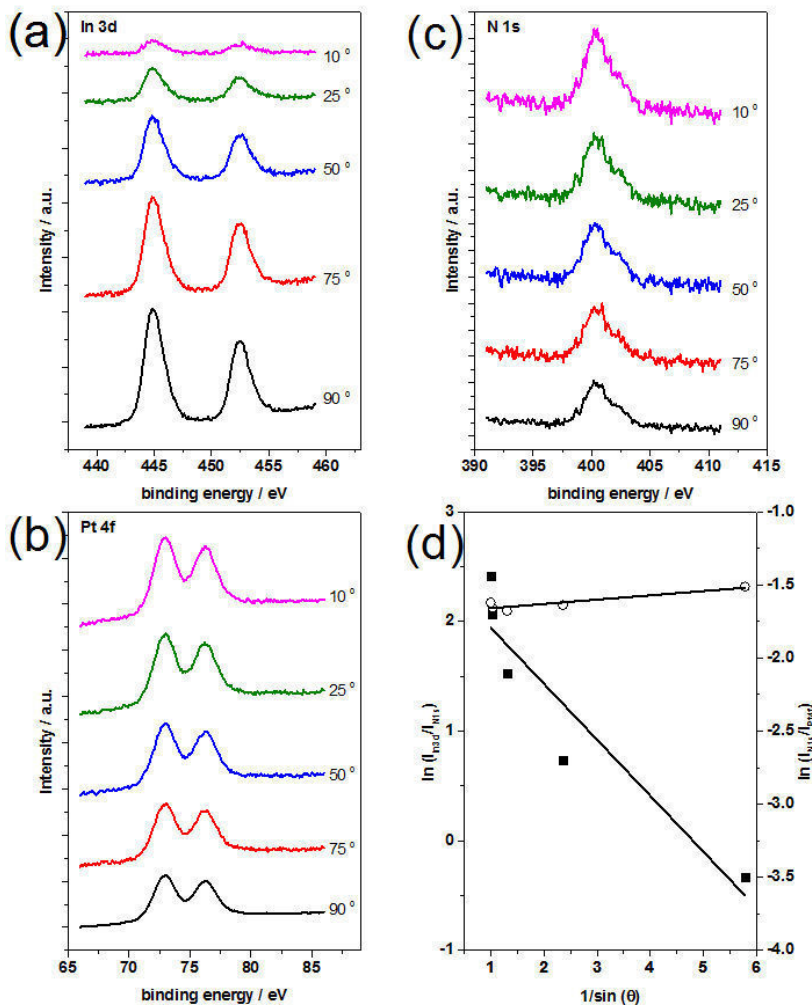 (a)
In 3d
10 °
25 °
50 °
75 °
90 °
Intensity / a.u.
440 445 450 455 460
binding energy / eV
(c)
N 1s
10 °
25 °
50 °
75 °
90 °
Intensity / a.u.
390 395 400 405 410 415
binding energy / eV
(b)
Pt 4f
10 °
25 °
50 °
75 °
90 °
Intensity / a.u.
65 70 75 80 85
binding energy / eV
(d)
3
2
1
0
-1
ln (I_In3d/I_N1s)
-1.0
-1.5
-2.0
-2.5
-3.0
-3.5
-4.0
0 1 2 3 4 5 6
1/sin (θ)